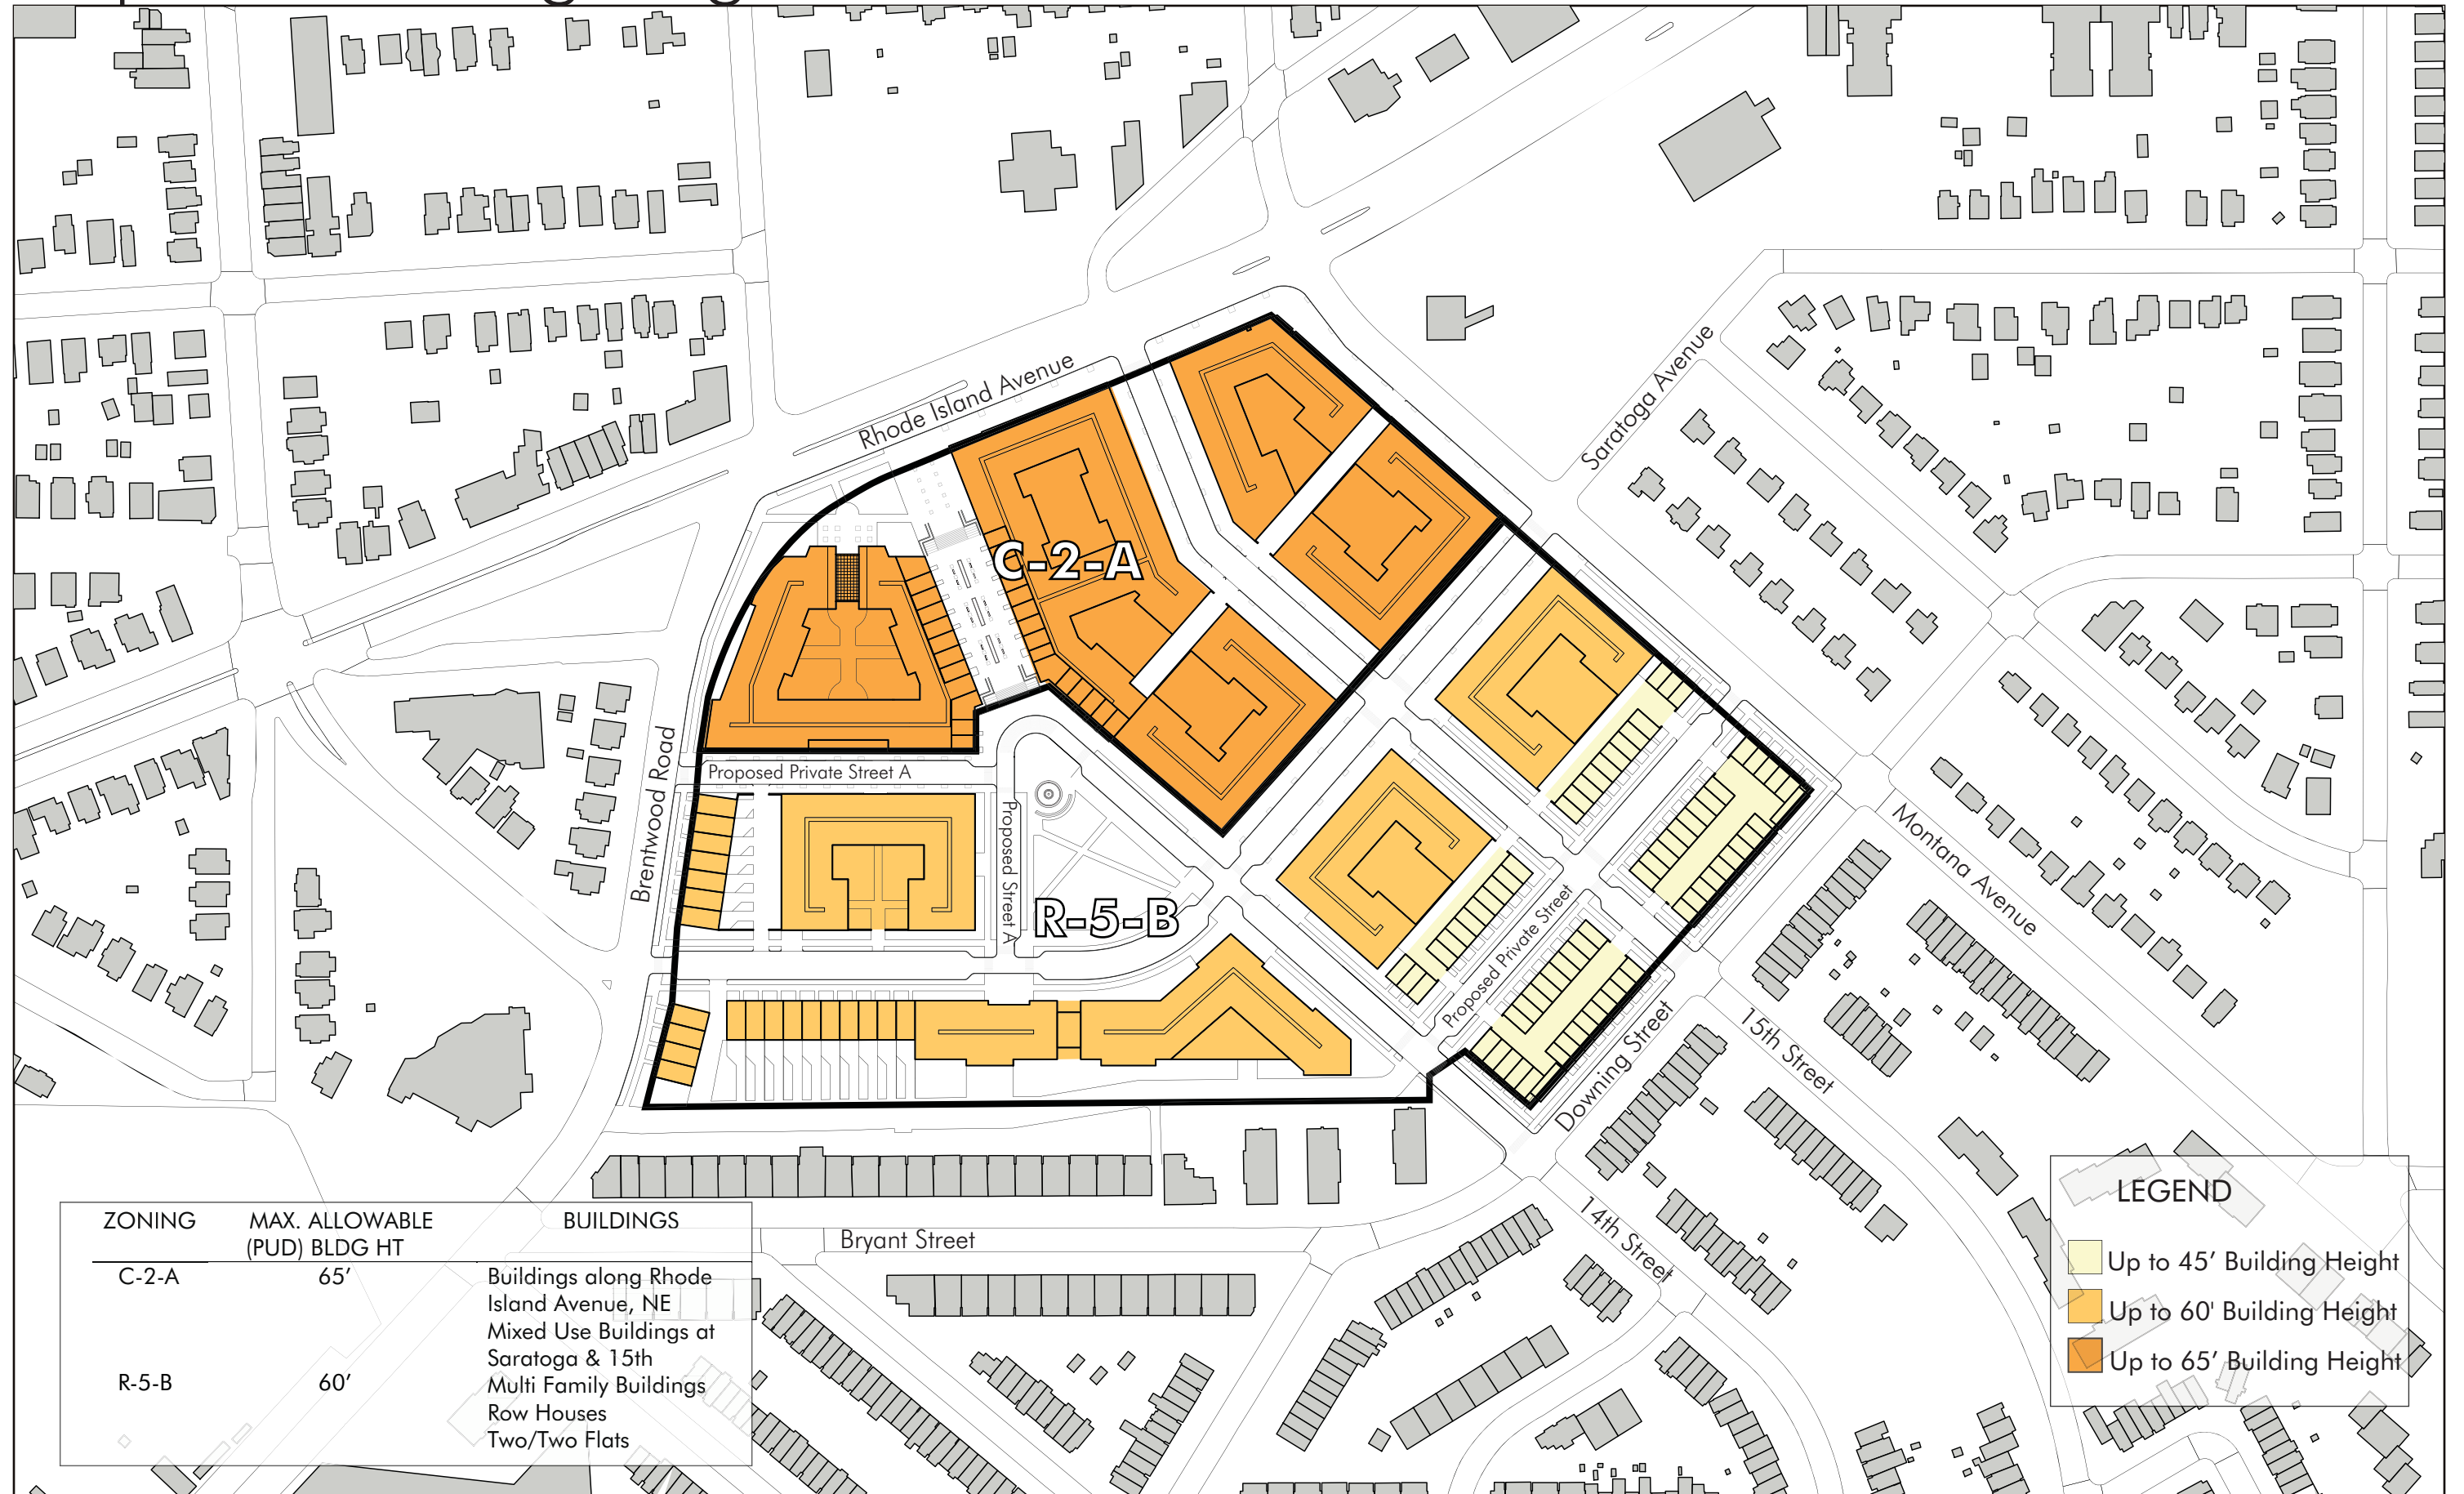 Rhode Island Avenue
Saratoga Avenue
C-2-A
Brentwood Road
Proposed Private Street A
Proposed Street A
R-5-B
Proposed Private Street
Montana Avenue
15th Street
Downing Street
14th Street
Bryant Street
ZONING MAX. ALLOWABLE BUILDINGS
(PUD) BLDG HT
C-2-A 65’ Buildings along Rhode
Island Avenue, NE
Mixed Use Buildings at
Saratoga & 15th
R-5-B 60’ Multi Family Buildings
Row Houses
Two/Two Flats
LEGEND
Up to 45’ Building Height
Up to 60' Building Height
Up to 65’ Building Height